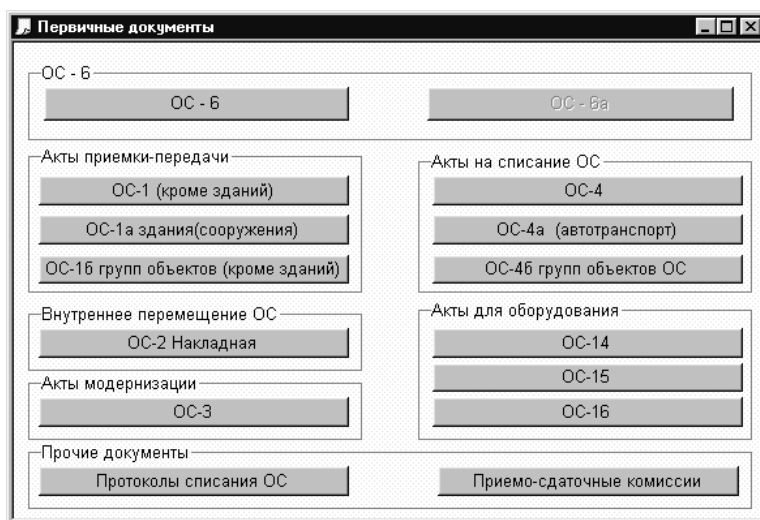 Первичные документы
ОС - 6
ОС - 6
ОС - 6а
Акты приемки-передачи
ОС-1 (кроме зданий)
ОС-1а здания(сооружения)
ОС-1б групп объектов (кроме зданий)
Акты на списание ОС
ОС-4
ОС-4а (автотранспорт)
ОС-4б групп объектов ОС
Внутреннее перемещение ОС
ОС-2 Накладная
Акты модернизации
ОС-3
Акты для оборудования
ОС-14
ОС-15
ОС-16
Прочие документы
Протоколы списания ОС
Приемо-сдаточные комиссии